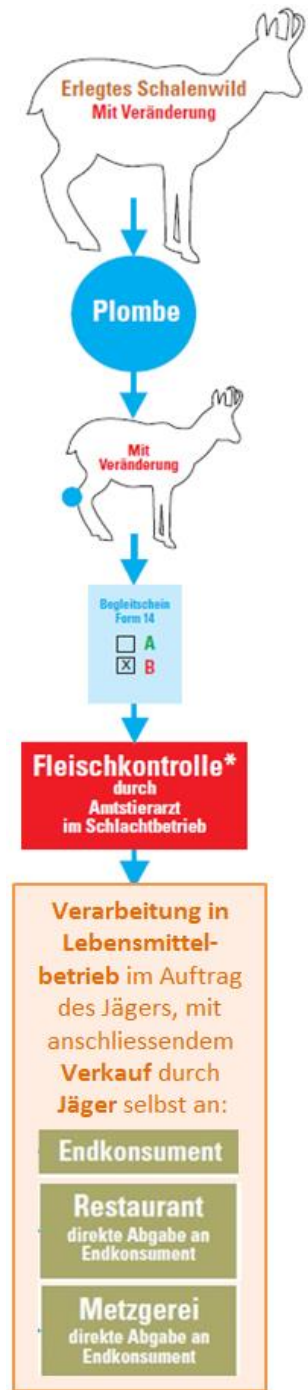 Erlegtes Schalenwild
Mit Veränderung
Plombe
Mit
Veränderung
Begleitschein
Form 14
A
X B
Fleischkontrolle*
durch
Amtstierarzt
im Schlachtbetrieb
Verarbeitung in
Lebensmittel-
betrieb im Auftrag
des Jägers, mit
anschliessendem
Verkauf durch
Jäger selbst an:
Endkonsument
Restaurant
direkte Abgabe an
Endkonsument
Metzgerei
direkte Abgabe an
Endkonsument